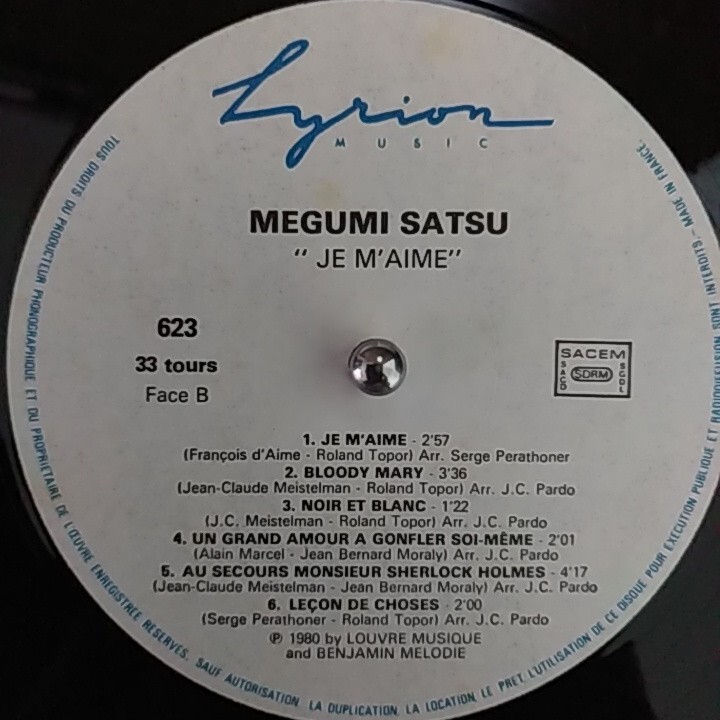 Lyrion
MUSIC
MEGUMI SATSU
"JE M'AIME"
623
33 tours
Face B
SACEM
SACD
SDRM
SGDL
1. JE M'AIME - 2'57
(François d'Aime - Roland Topor) Arr. Serge Perathoner
2. BLOODY MARY - 3'36
(Jean-Claude Meistelman - Roland Topor) Arr. J.C. Pardo
3. NOIR ET BLANC - 1'22
(J.C. Meistelman - Roland Topor) Arr. J.C. Pardo
4. UN GRAND AMOUR A GONFLER SOI-MÊME - 2'01
(Alain Marcel - Jean Bernard Moraly) Arr. J.C. Pardo
5. AU SECOURS MONSIEUR SHERLOCK HOLMES - 4'17
(Jean-Claude Meistelman - Jean Bernard Moraly) Arr. J.C. Pardo
6. LEÇON DE CHOSES - 2'00
(Serge Perathoner - Roland Topor) Arr. J.C. Pardo
℗ 1980 by LOUVRE MUSIQUE
and BENJAMIN MELODIE
TOUS DROITS DU PRODUCTEUR PHONOGRAPHIQUE ET DU PROPRIETAIRE DE L'ŒUVRE ENREGISTREE RESERVES. SAUF AUTORISATION, LA DUPLICATION, LA LOCATION, LE PRET, L'UTILISATION DE CE DISQUE POUR EXECUTION PUBLIQUE ET RADIODIFFUSION SONT INTERDITS. - MADE IN FRANCE.